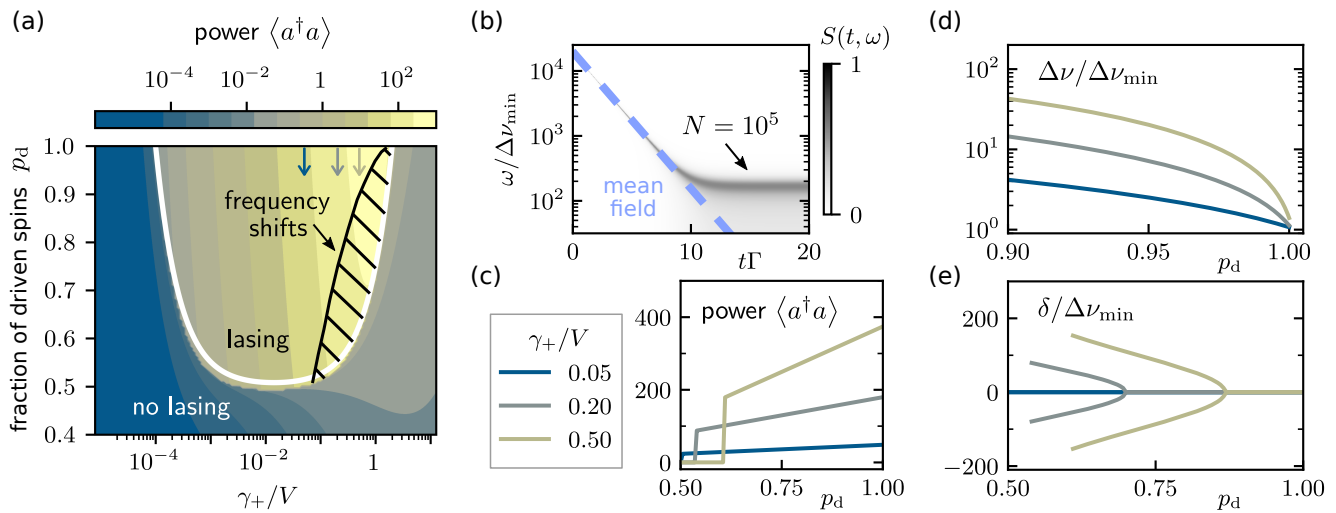 (a)
power ⟨a†a⟩
10⁻⁴ 10⁻² 1 10²
fraction of driven spins p_d
1.0
0.9
0.8
0.7
0.6
0.5
0.4
frequency
shifts
lasing
no lasing
10⁻⁴ 10⁻² 1
γ₊/V
(b)
S(t, ω)
1
0
ω/Δν_min
10⁴
10³
10²
N = 10⁵
mean
field
0 10 20
tΓ
(c)
power ⟨a†a⟩
400
200
0
0.50 0.75 1.00
p_d
γ₊/V
0.05
0.20
0.50
(d)
Δν/Δν_min
10²
10¹
10⁰
0.90 0.95 1.00
p_d
(e)
δ/Δν_min
200
0
−200
0.50 0.75 1.00
p_d